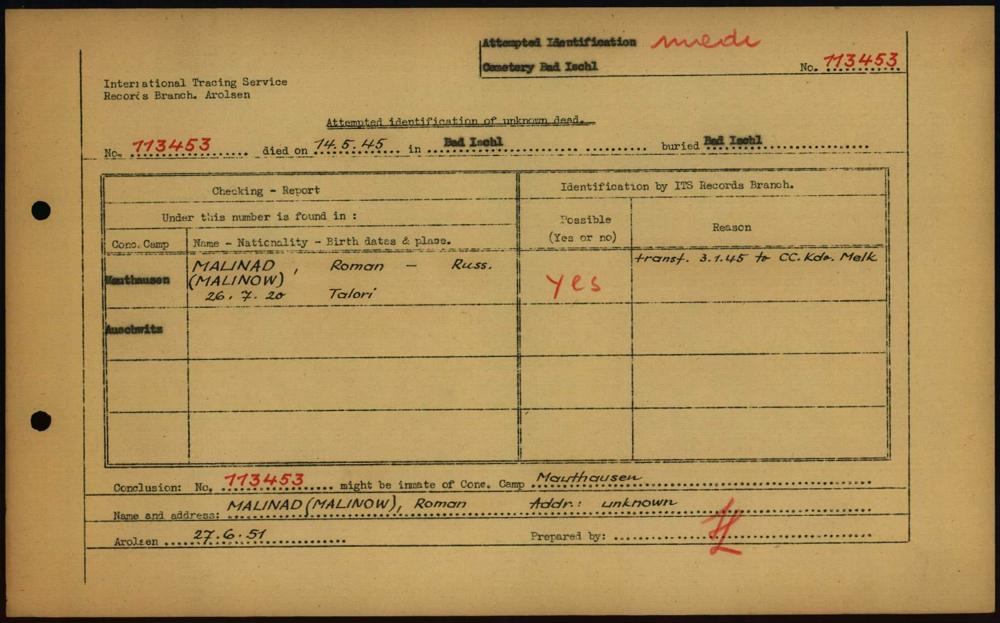 Attempted Identification
Cemetery Bad Ischl
No. 113453
International Tracing Service
Records Branch. Arolsen
Attempted identification of unknown dead.
No. 113453 died on 14.5.45 in Bad Ischl buried Bad Ischl
Checking - Report
Identification by ITS Records Branch.
Under this number is found in :
Possible
(Yes or no)
Reason
Conc. Camp
Name - Nationality - Birth dates & place.
Mauthausen
MALINAD, Roman - Russ.
(MALINOW)
26.7.20 Talori
yes
transf. 3.1.45 to CC. Kdo. Melk
Auschwitz
Conclusion: No. 113453 might be inmate of Conc. Camp Mauthausen
Name and address: MALINAD (MALINOW), Roman Addr.: unknown
Arolsen 27.6.51 Prepared by: